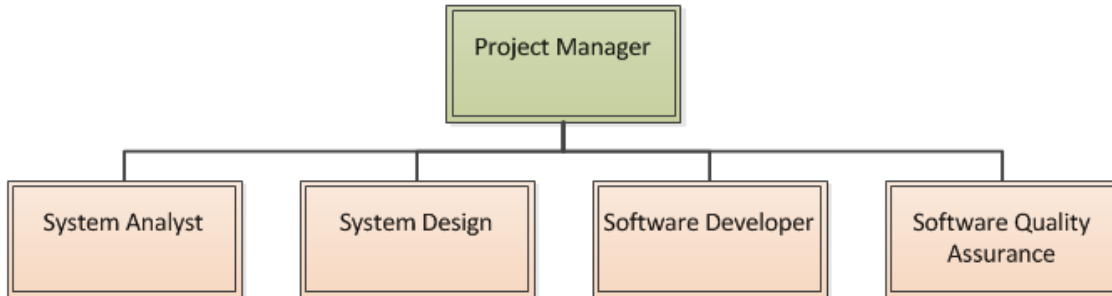 Project Manager
System Analyst
System Design
Software Developer
Software Quality
Assurance